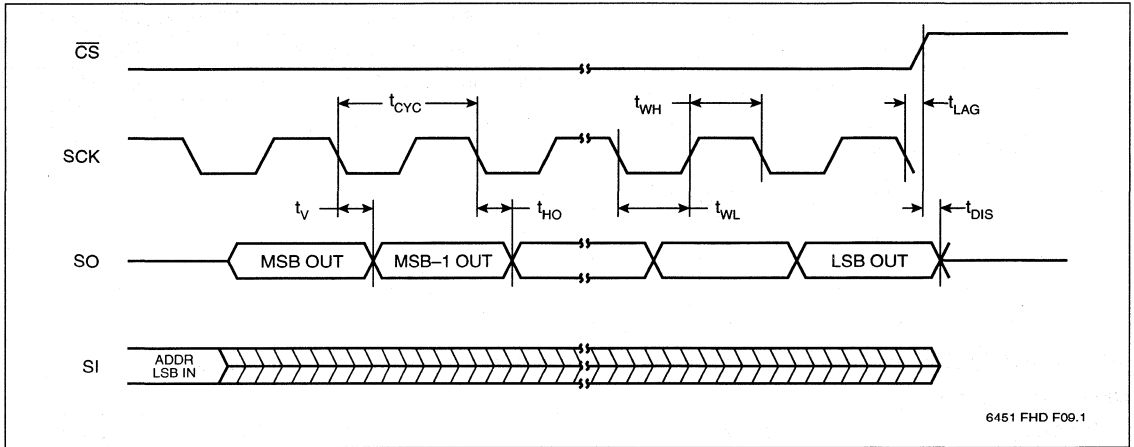 CS
tCYC
tWH
tLAG
SCK
tV
tHO
tWL
tDIS
SO
MSB OUT
MSB–1 OUT
LSB OUT
SI
ADDR
LSB IN
6451 FHD F09.1